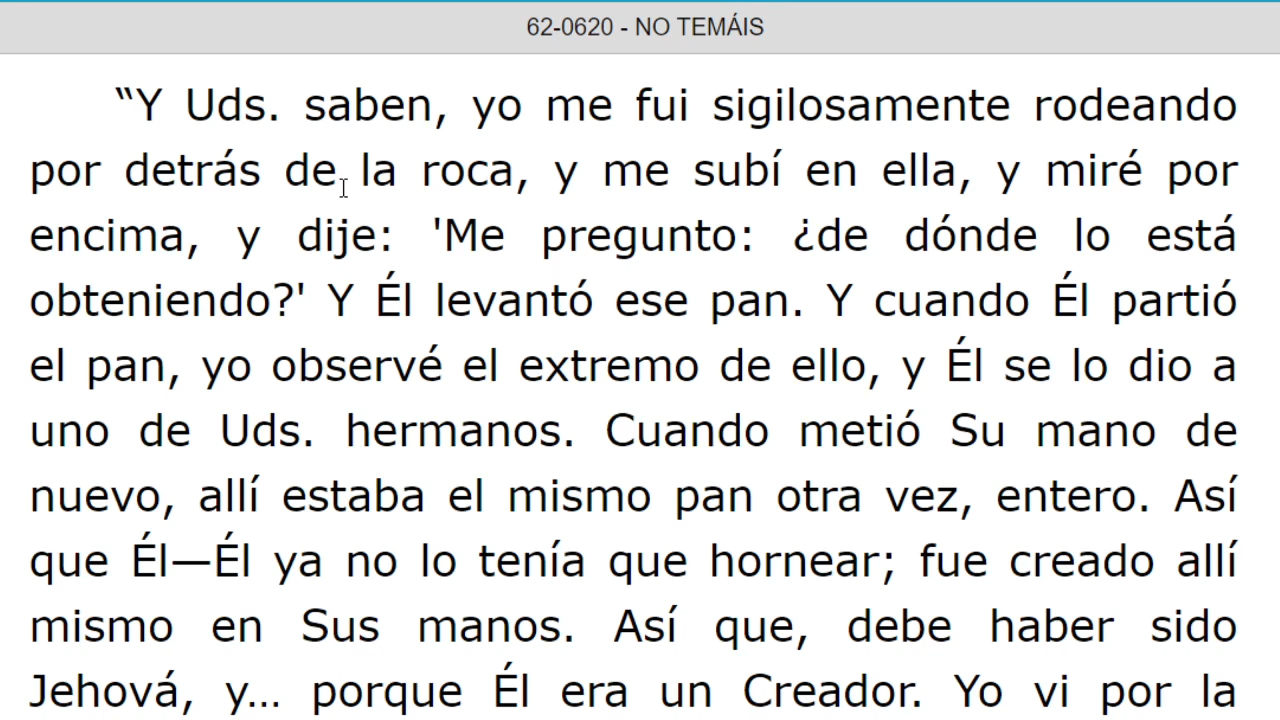 62-0620 - NO TEMÁIS
“Y Uds. saben, yo me fui sigilosamente rodeando
por detrás de la roca, y me subí en ella, y miré por
encima, y dije: 'Me pregunto: ¿de dónde lo está
obteniendo?' Y Él levantó ese pan. Y cuando Él partió
el pan, yo observé el extremo de ello, y Él se lo dio a
uno de Uds. hermanos. Cuando metió Su mano de
nuevo, allí estaba el mismo pan otra vez, entero. Así
que Él—Él ya no lo tenía que hornear; fue creado allí
mismo en Sus manos. Así que, debe haber sido
Jehová, y... porque Él era un Creador. Yo vi por la